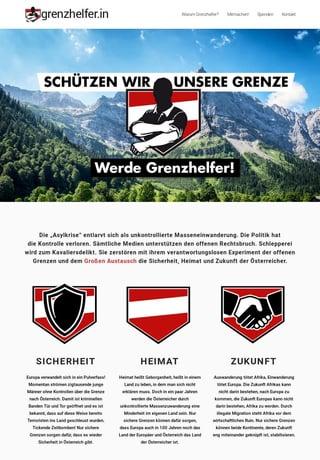 grenzhelfer.in
Warum Grenzhelfer? Mitmachen! Spenden Kontakt
SCHÜTZEN WIR UNSERE GRENZE
Werde Grenzhelfer!
Die „Asylkrise" entlarvt sich als unkontrollierte Masseneinwanderung. Die Politik hat
die Kontrolle verloren. Sämtliche Medien unterstützen den offenen Rechtsbruch. Schlepperei
wird zum Kavaliersdelikt. Sie zerstören mit ihrem verantwortungslosen Experiment der offenen
Grenzen und dem Großen Austausch die Sicherheit, Heimat und Zukunft der Österreicher.
SICHERHEIT
Europa verwandelt sich in ein Pulverfass!
Momentan strömen zigtausende junge
Männer ohne Kontrollen über die Grenze
nach Österreich. Damit ist kriminellen
Banden Tür und Tor geöffnet und es ist
bekannt, dass auf diese Weise bereits
Terroristen ins Land geschleust wurden.
Tickende Zeitbomben! Nur sichere
Grenzen sorgen dafür, dass es wieder
Sicherheit in Österreich gibt.
HEIMAT
Heimat heißt Geborgenheit, heißt in einem
Land zu leben, in dem man sich nicht
erklären muss. Doch in ein paar Jahren
werden die Österreicher durch
unkontrollierte Massenzuwanderung eine
Minderheit im eigenen Land sein. Nur
sichere Grenzen können dafür sorgen,
dass Europa auch in 100 Jahren noch das
Land der Europäer und Österreich das Land
der Österreicher ist.
ZUKUNFT
Auswanderung tötet Afrika, Einwanderung
tötet Europa. Die Zukunft Afrikas kann
nicht darin bestehen, nach Europa zu
kommen, die Zukunft Europas kann nicht
darin bestehen, Afrika zu werden. Durch
illegale Migration steht Afrika vor dem
wirtschaftlichen Ruin. Nur sichere Grenzen
können beide Kontinente, deren Zukunft
eng miteinander geknüpft ist, stabilisieren.